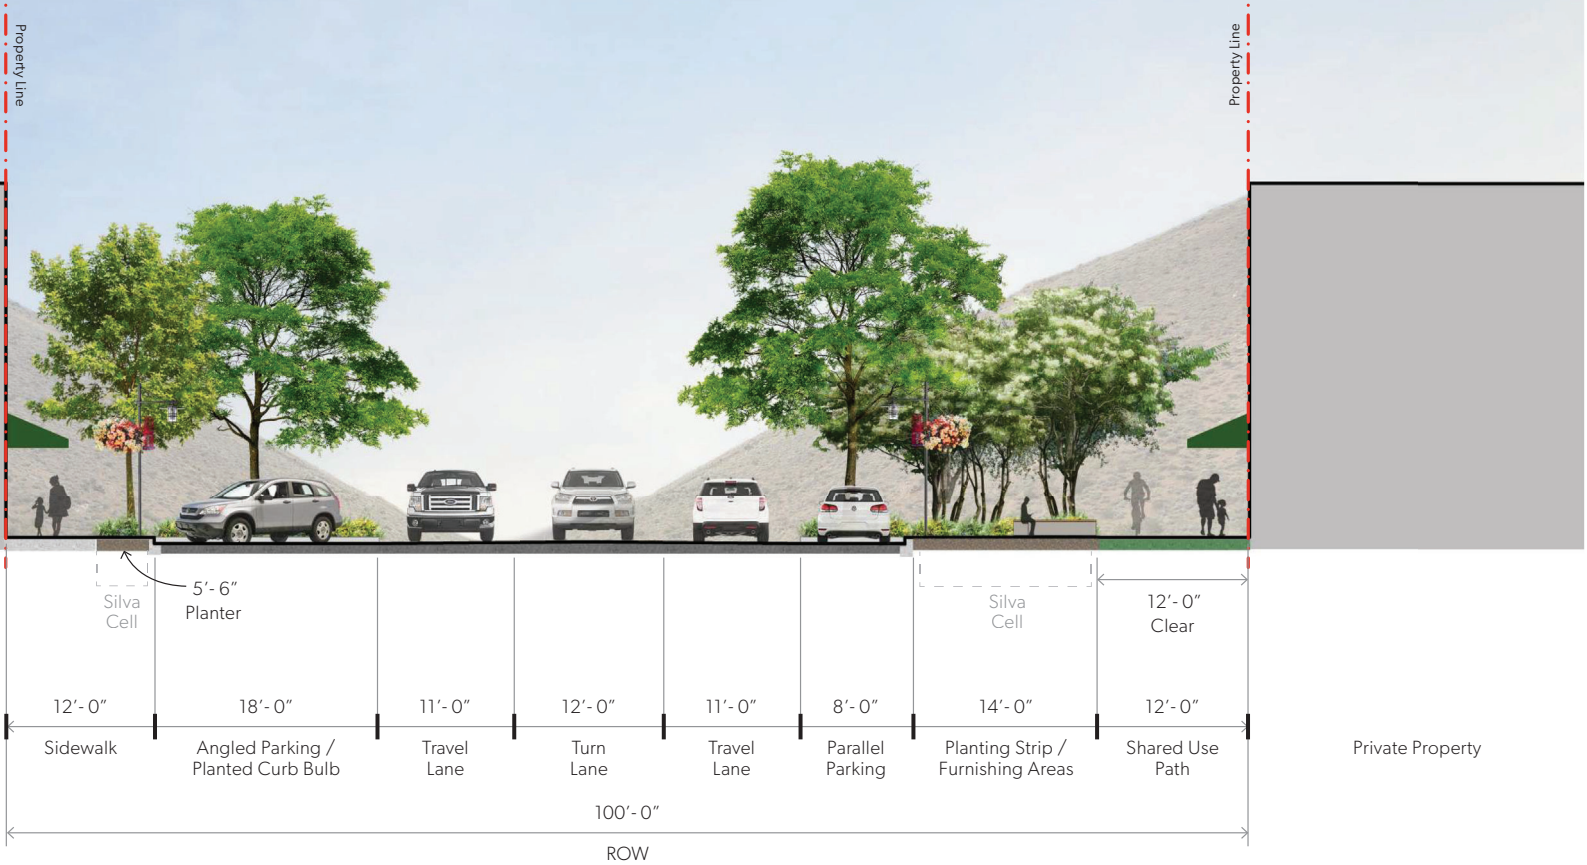 Property Line
Property Line
5'-6"
Planter
Silva
Cell
Silva
Cell
12'-0"
Clear
12'-0"
18'-0"
11'-0"
12'-0"
11'-0"
8'-0"
14'-0"
12'-0"
Sidewalk
Angled Parking /
Planted Curb Bulb
Travel
Lane
Turn
Lane
Travel
Lane
Parallel
Parking
Planting Strip /
Furnishing Areas
Shared Use
Path
Private Property
100'-0"
ROW